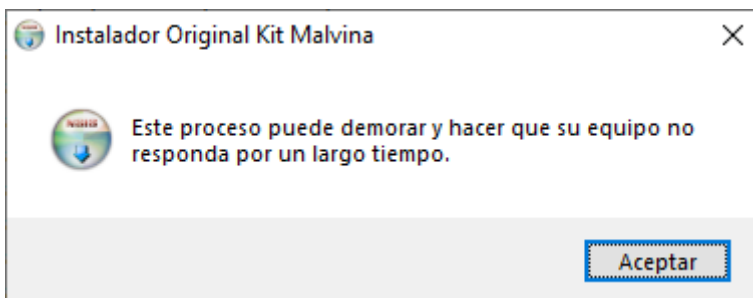 Instalador Original Kit Malvina
Este proceso puede demorar y hacer que su equipo no
responda por un largo tiempo.
Aceptar